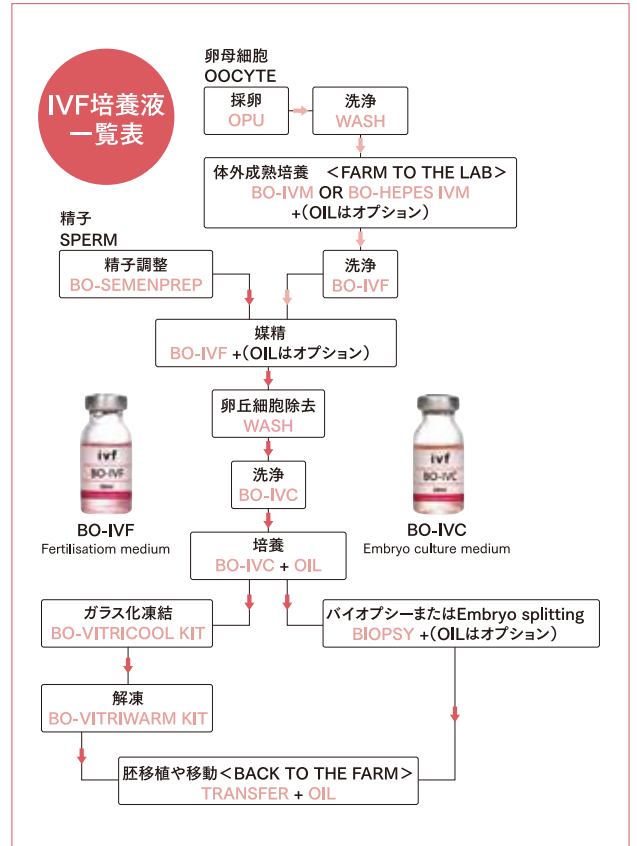 IVF培養液
一覧表
卵母細胞
OOCYTE
採卵
OPU
洗浄
WASH
体外成熟培養 <FARM TO THE LAB>
BO-IVM OR BO-HEPES IVM
+(OILはオプション)
精子
SPERM
精子調整
BO-SEMENPREP
洗浄
BO-IVF
媒精
BO-IVF +(OILはオプション)
卵丘細胞除去
WASH
洗浄
BO-IVC
ivf
BO-IVF
BO-IVF
Fertilisatiom medium
ivf
BO-IVC
BO-IVC
Embryo culture medium
培養
BO-IVC + OIL
ガラス化凍結
BO-VITRICOOL KIT
バイオプシーまたはEmbryo splitting
BIOPSY +(OILはオプション)
解凍
BO-VITRIWARM KIT
胚移植や移動<BACK TO THE FARM>
TRANSFER + OIL